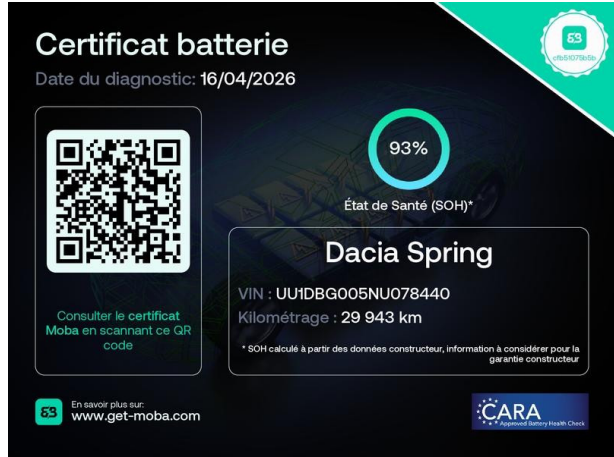 Certificat batterie
Date du diagnostic: 16/04/2026
cfb51079b5b
93%
État de Santé (SOH)*
Dacia Spring
VIN : UU1DBG005NU078440
Kilométrage : 29 943 km
* SOH calculé à partir des données constructeur, information à considérer pour la
garantie constructeur
Consulter le certificat
Moba en scannant ce QR
code
En savoir plus sur:
www.get-moba.com
CARA
Approved Battery Health Check